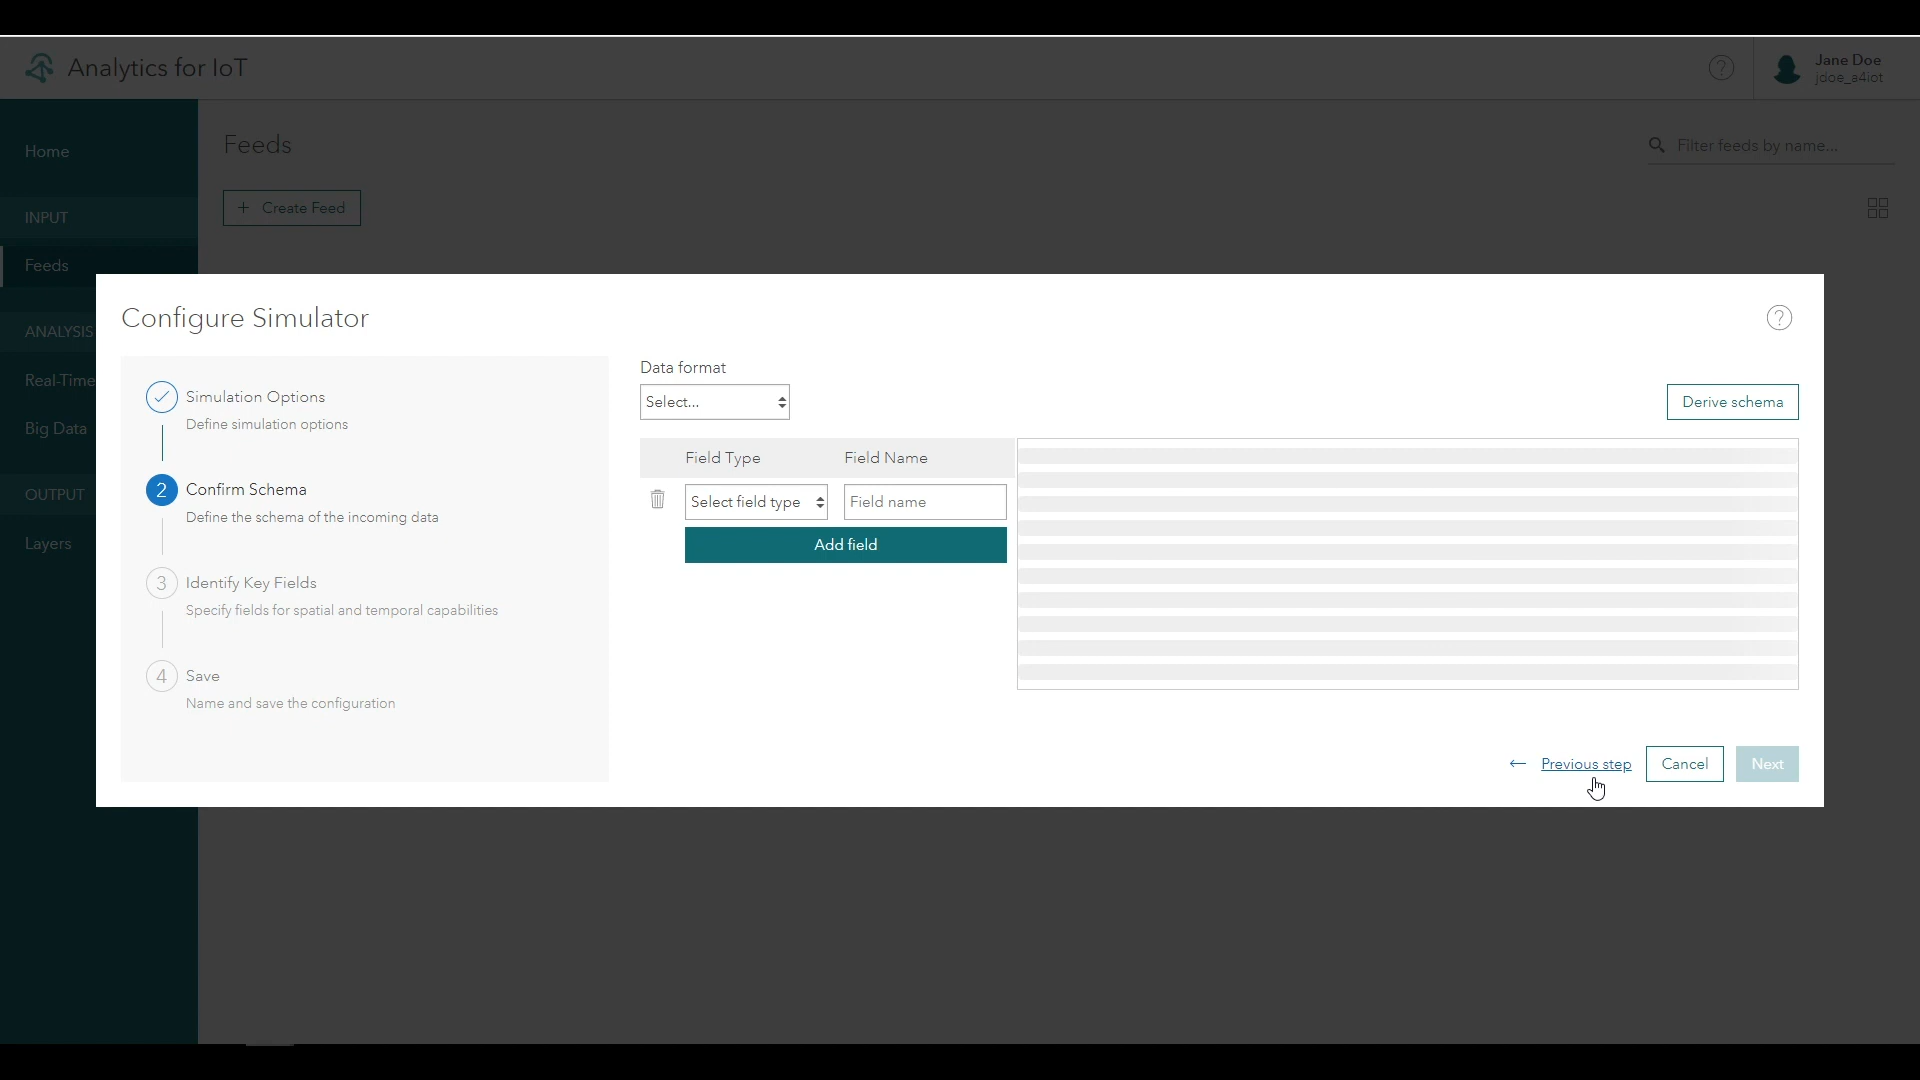 Analytics for IoT
?
Jane Doe
jdoe_a4iot
Home
Feeds
Filter feeds by name...
INPUT
+ Create Feed
Feeds
ANALYSIS
Real-Time
Big Data
OUTPUT
Layers
Configure Simulator
?
Simulation Options
Define simulation options
2 Confirm Schema
Define the schema of the incoming data
3 Identify Key Fields
Specify fields for spatial and temporal capabilities
4 Save
Name and save the configuration
Data format
Select...
Derive schema
Field Type Field Name
Select field type Field name
Add field
← Previous step Cancel Next